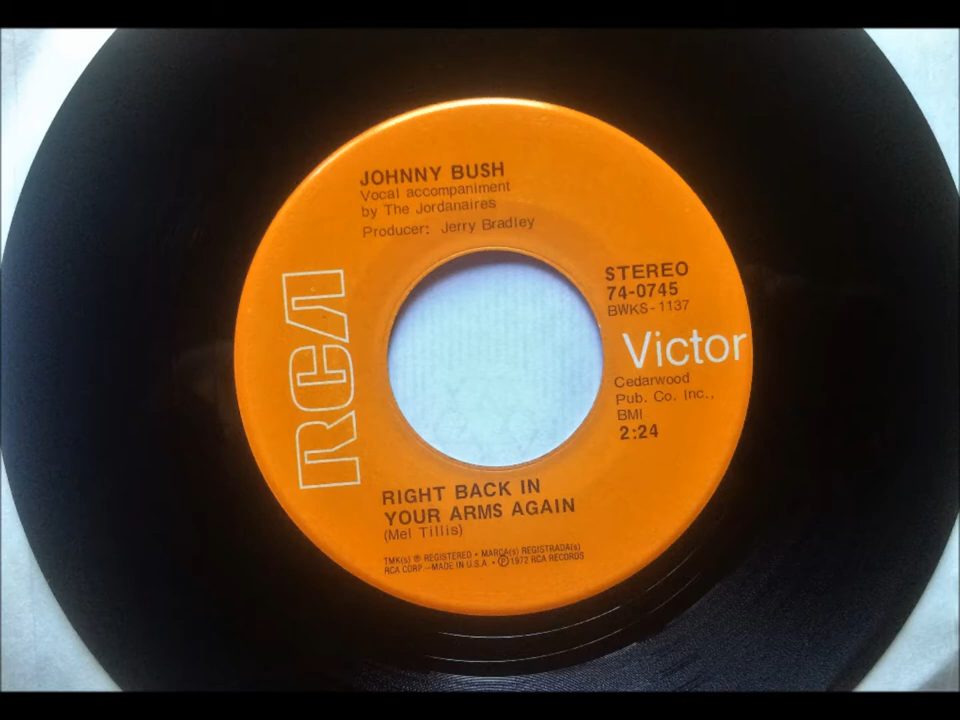 JOHNNY BUSH
Vocal accompaniment
by The Jordanaires
Producer: Jerry Bradley
RCA
STEREO
74-0745
BWKS-1137
Victor
Cedarwood
Pub. Co. Inc.,
BMI
2:24
RIGHT BACK IN
YOUR ARMS AGAIN
(Mel Tillis)
TMK(s) ® REGISTERED • MARCA(s) REGISTRADA(s)
RCA CORP—MADE IN U.S.A. • ℗1972 RCA RECORDS